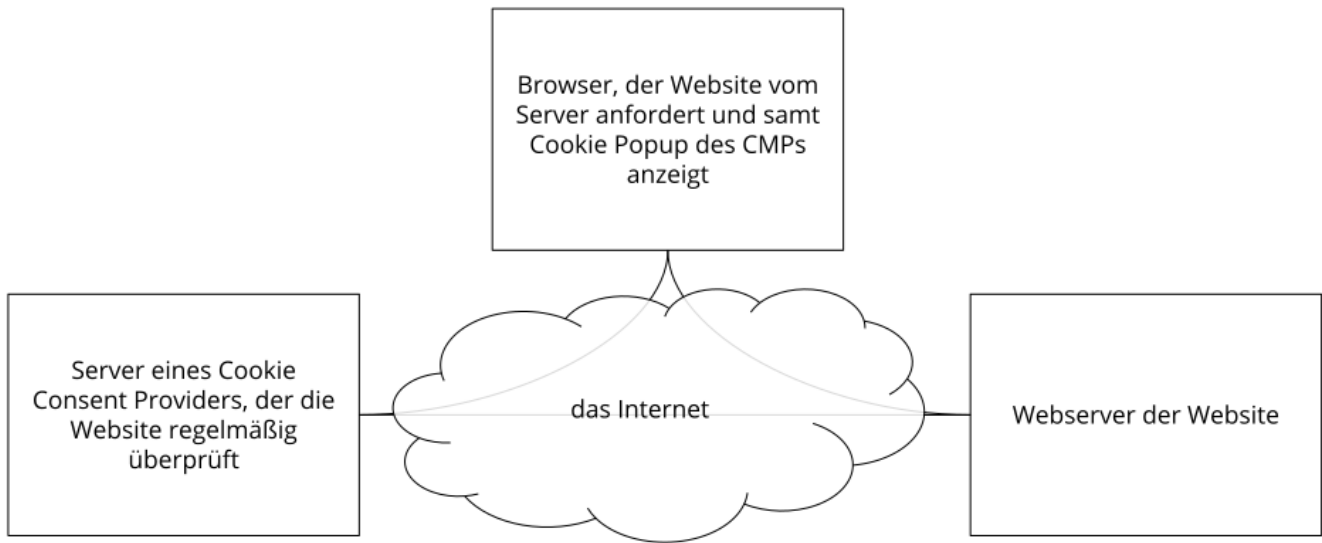 Browser, der Website vom
Server anfordert und samt
Cookie Popup des CMPs
anzeigt
Server eines Cookie
Consent Providers, der die
Website regelmäßig
überprüft
das Internet
Webserver der Website